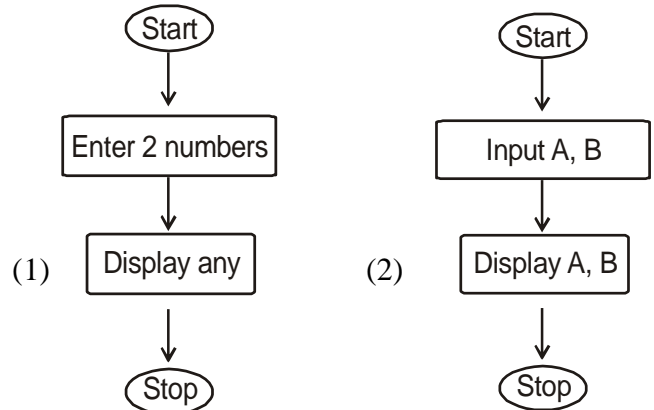 Start
Enter 2 numbers
(1) Display any
Stop
Start
Input A, B
(2) Display A, B
Stop